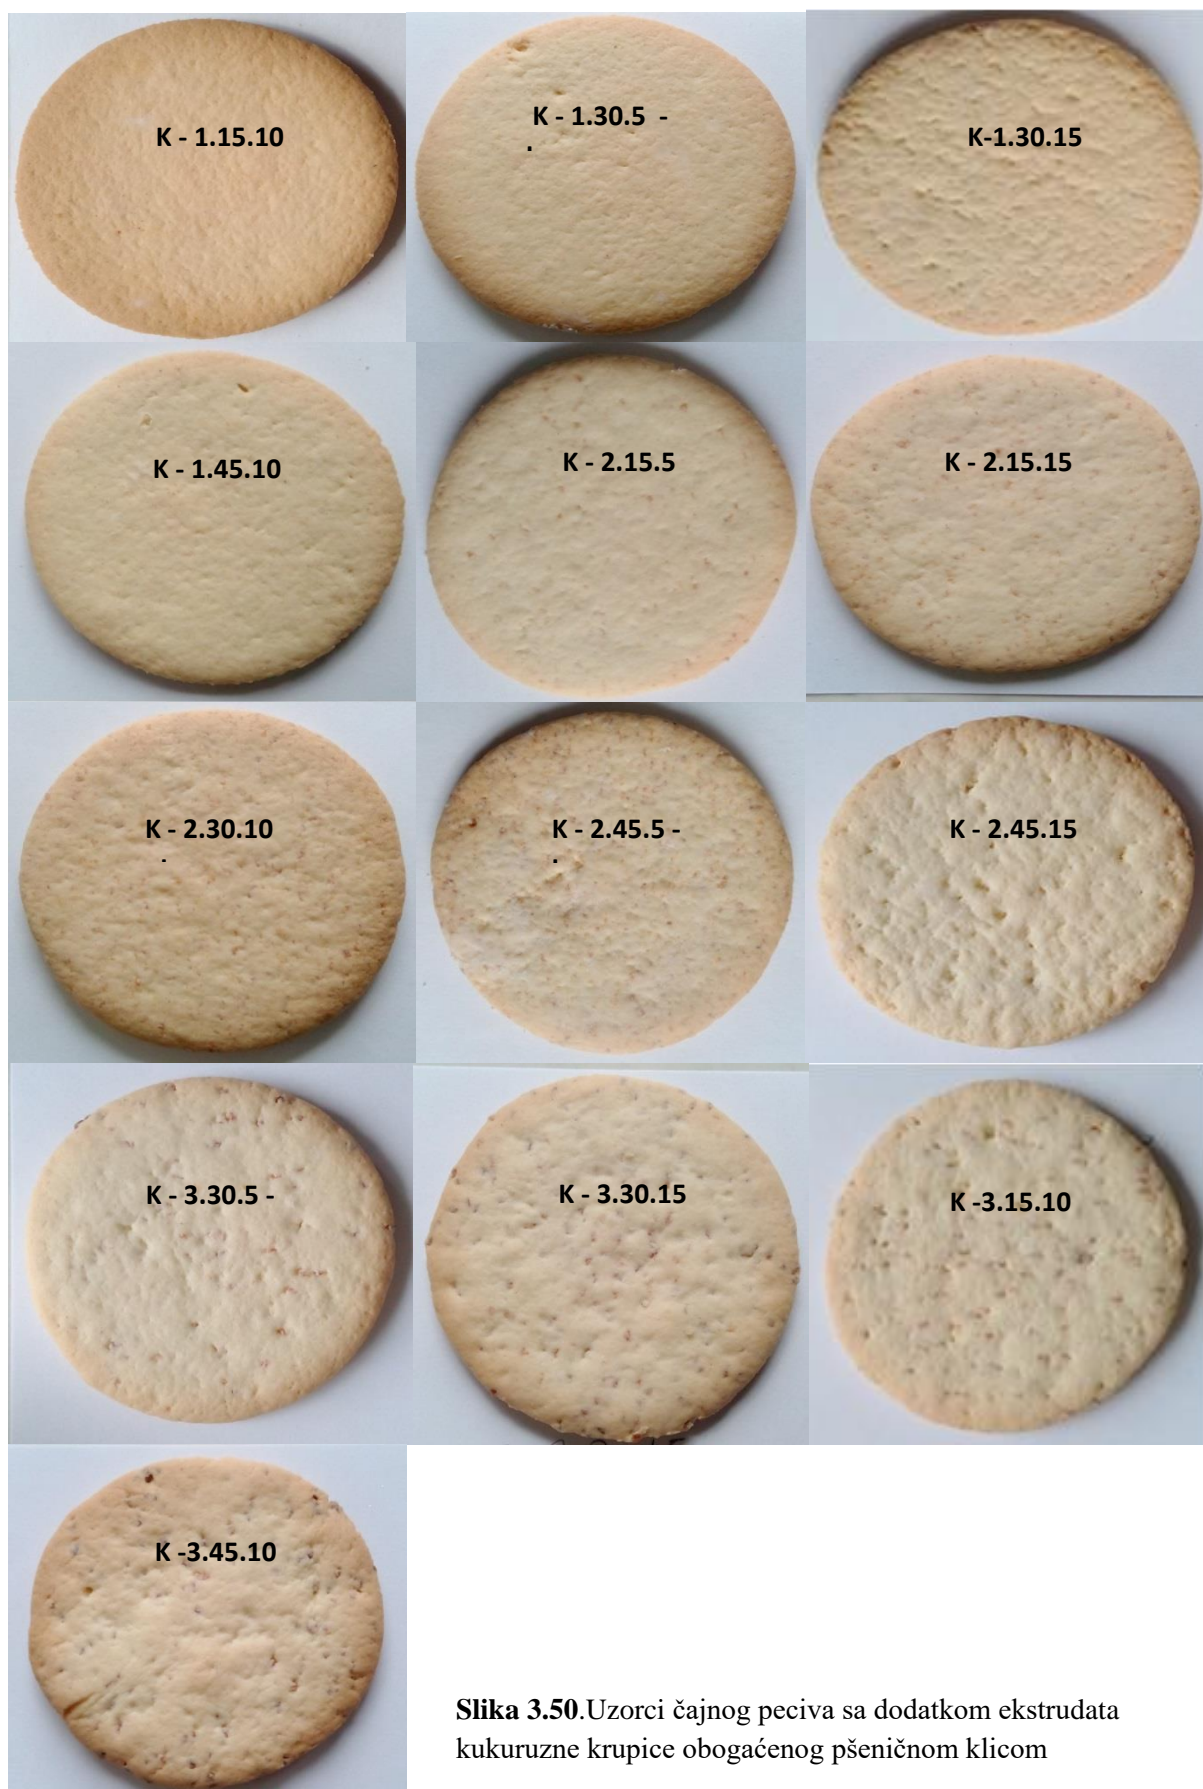 K - 1.15.10
K - 1.30.5 -
.
K-1.30.15
K - 1.45.10
K - 2.15.5
K - 2.15.15
K - 2.30.10
.
K - 2.45.5 -
.
K - 2.45.15
K - 3.30.5 -
K - 3.30.15
K -3.15.10
K -3.45.10
Slika 3.50.Uzorci čajnog peciva sa dodatkom ekstrudata
kukuruzne krupice obogaćenog pšeničnom klicom